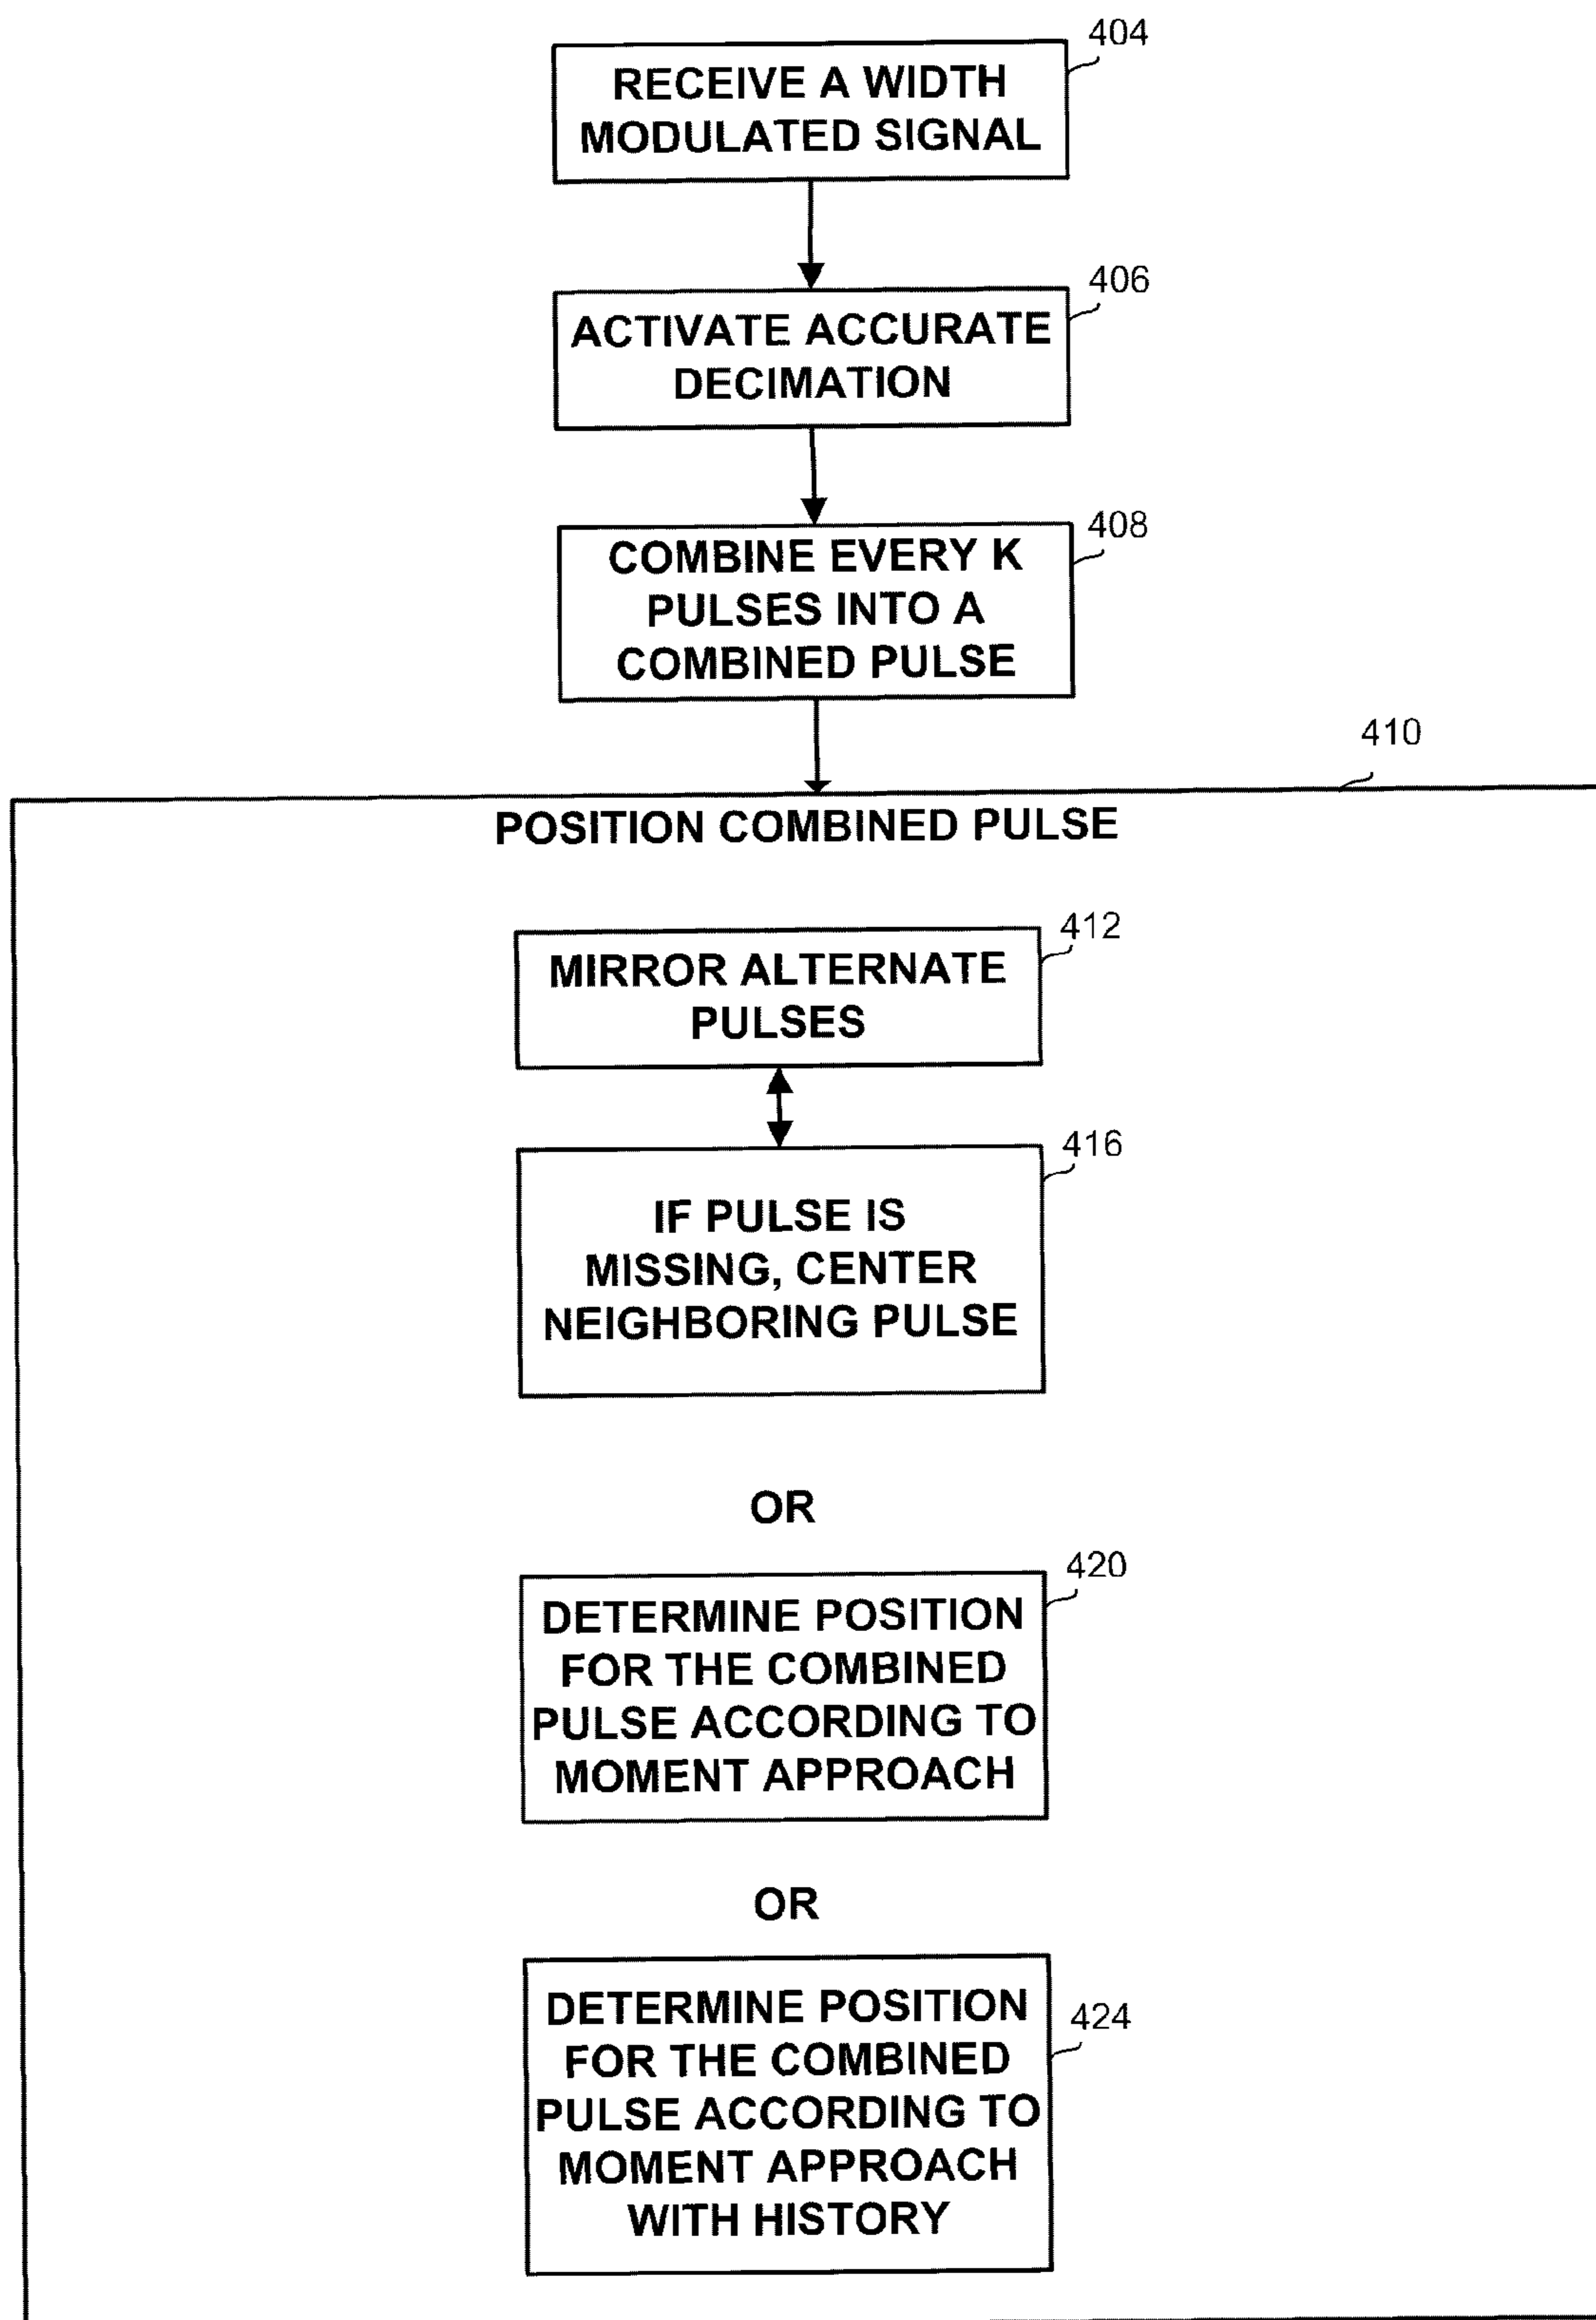 404
RECEIVE A WIDTH
MODULATED SIGNAL
406
ACTIVATE ACCURATE
DECIMATION
408
COMBINE EVERY K
PULSES INTO A
COMBINED PULSE
410
POSITION COMBINED PULSE
412
MIRROR ALTERNATE
PULSES
416
IF PULSE IS
MISSING, CENTER
NEIGHBORING PULSE
OR
420
DETERMINE POSITION
FOR THE COMBINED
PULSE ACCORDING TO
MOMENT APPROACH
OR
424
DETERMINE POSITION
FOR THE COMBINED
PULSE ACCORDING TO
MOMENT APPROACH
WITH HISTORY